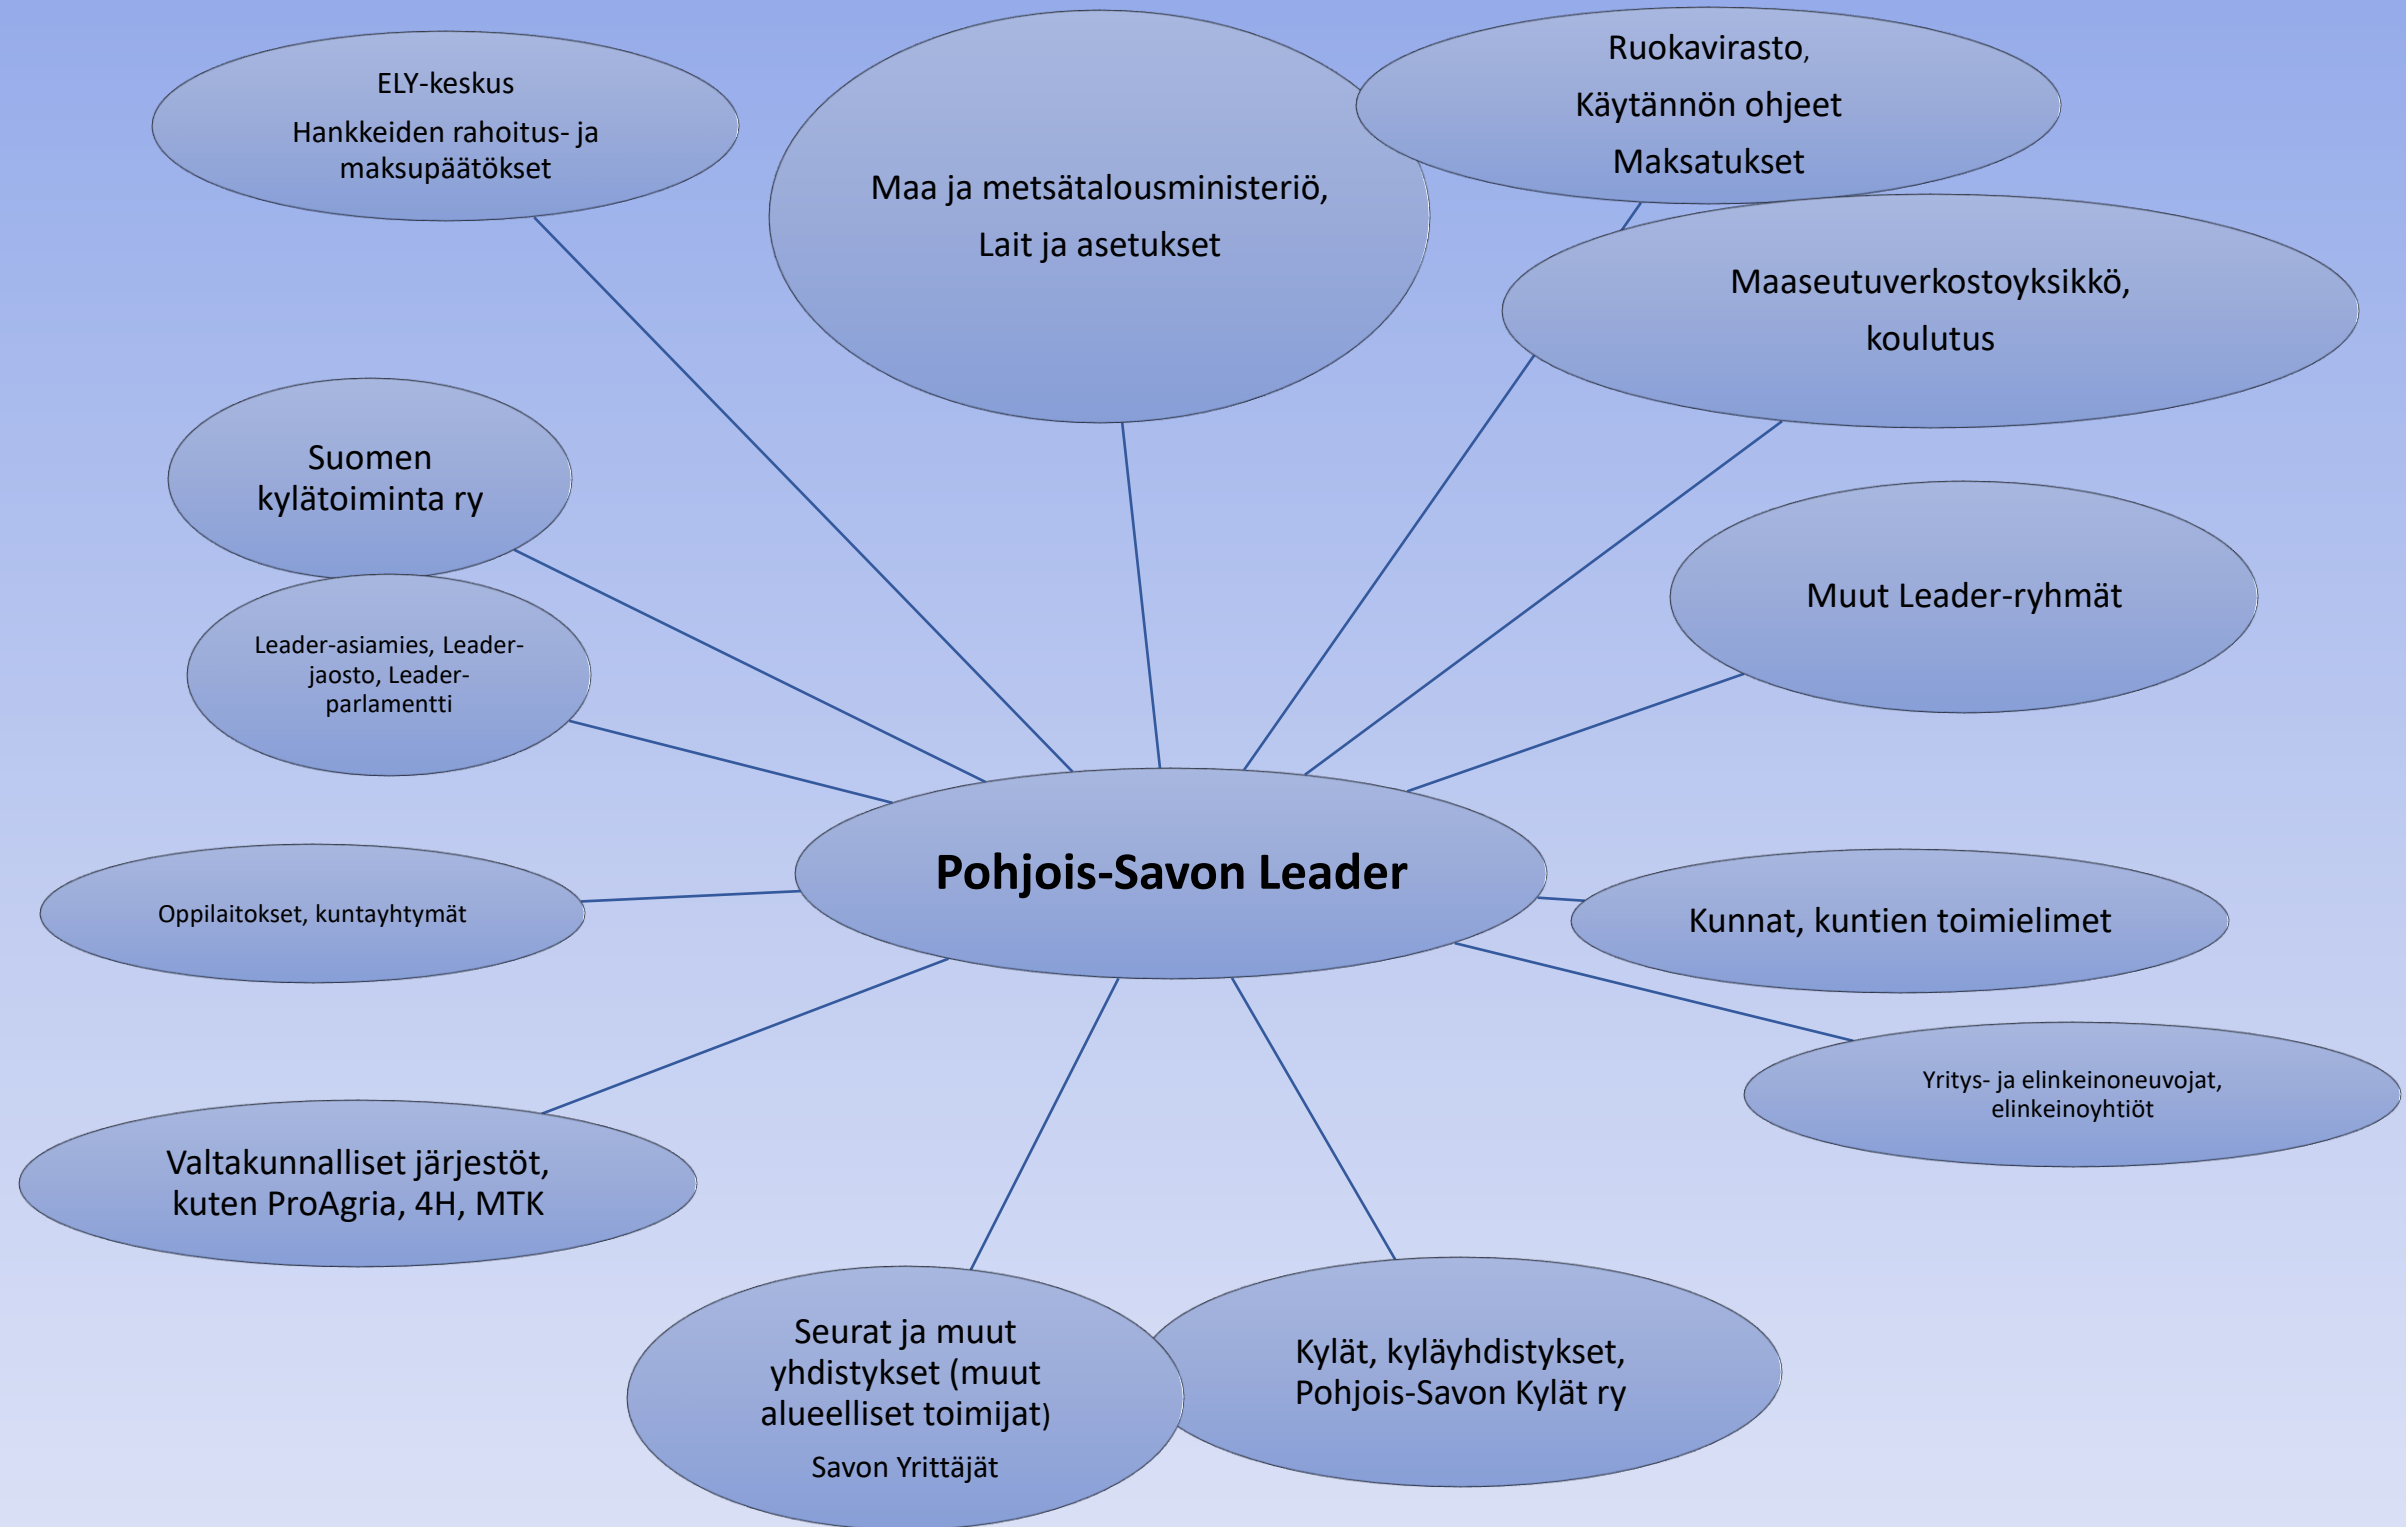 ELY-keskus
Hankkeiden rahoitus- ja
maksupäätökset
Maa ja metsätalousministeriö,
Lait ja asetukset
Ruokavirasto,
Käytännön ohjeet
Maksatukset
Maaseutuverkostoyksikkö,
koulutus
Suomen
kylätoiminta ry
Muut Leader-ryhmät
Leader-asiamies, Leader-
jaosto, Leader-
parlamentti
Pohjois-Savon Leader
Oppilaitokset, kuntayhtymät
Kunnat, kuntien toimielimet
Yritys- ja elinkeinoneuvojat,
elinkeinoyhtiöt
Valtakunnalliset järjestöt,
kuten ProAgria, 4H, MTK
Seurat ja muut
yhdistykset (muut
alueelliset toimijat)
Savon Yrittäjät
Kylät, kyläyhdistykset,
Pohjois-Savon Kylät ry